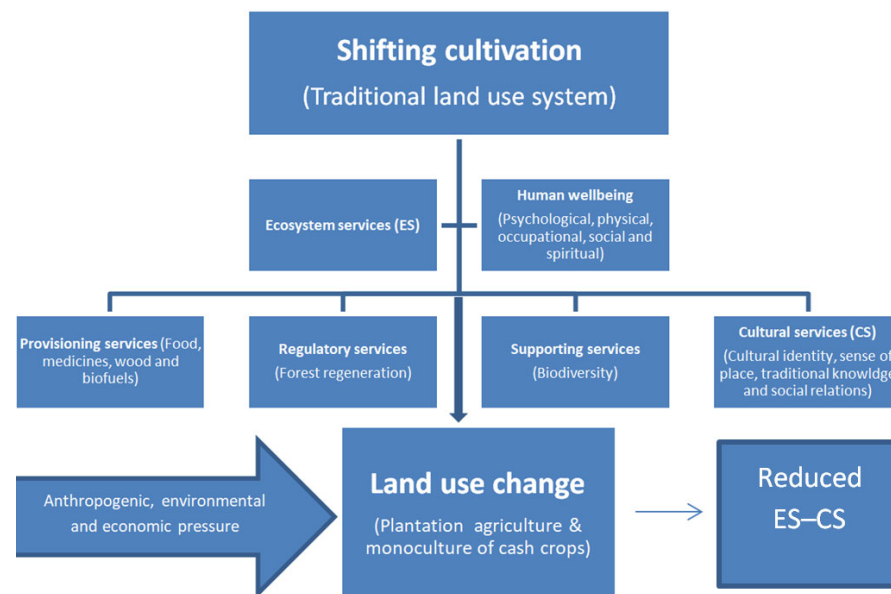 Shifting cultivation
(Traditional land use system)
Ecosystem services (ES)
Human wellbeing
(Psychological, physical,
occupational, social and
spiritual)
Provisioning services (Food,
medicines, wood and
biofuels)
Regulatory services
(Forest regeneration)
Supporting services
(Biodiversity)
Cultural services (CS)
(Cultural identity, sense of
place, traditional knowldge
and social relations)
Anthropogenic, environmental
and economic pressure
Land use change
(Plantation agriculture &
monoculture of cash crops)
Reduced
ES–CS